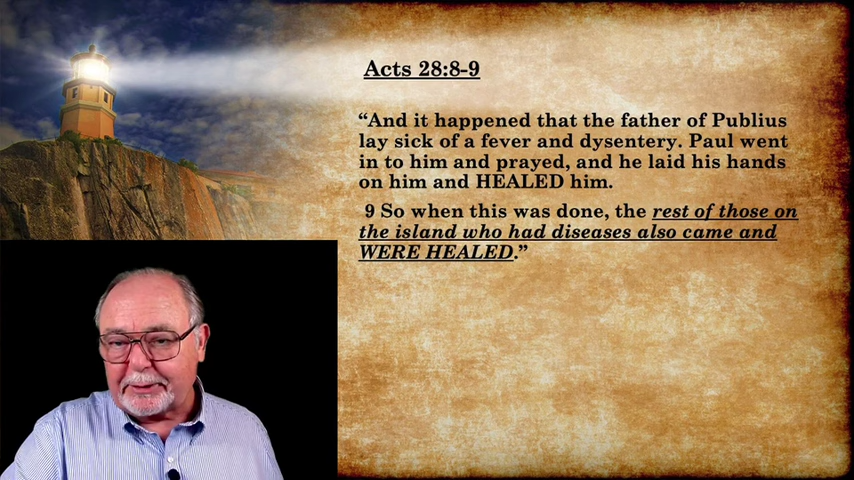 Acts 28:8-9
“And it happened that the father of Publius
lay sick of a fever and dysentery. Paul went
in to him and prayed, and he laid his hands
on him and HEALED him.
9 So when this was done, the rest of those on
the island who had diseases also came and
WERE HEALED.”